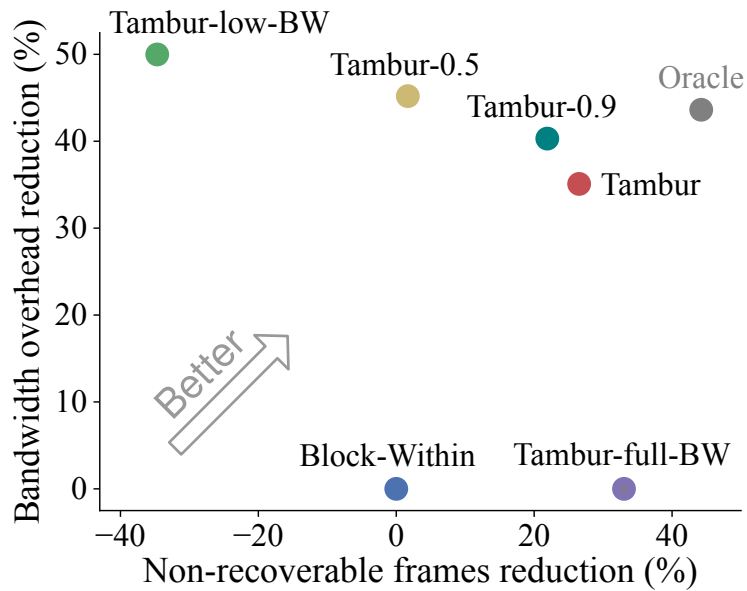 Tambur-low-BW
50
Tambur-0.5
Oracle
Tambur-0.9
40
Tambur
30
20
Better
10
Block-Within
Tambur-full-BW
0
−40
−20
0
20
40
Bandwidth overhead reduction (%)
Non-recoverable frames reduction (%)